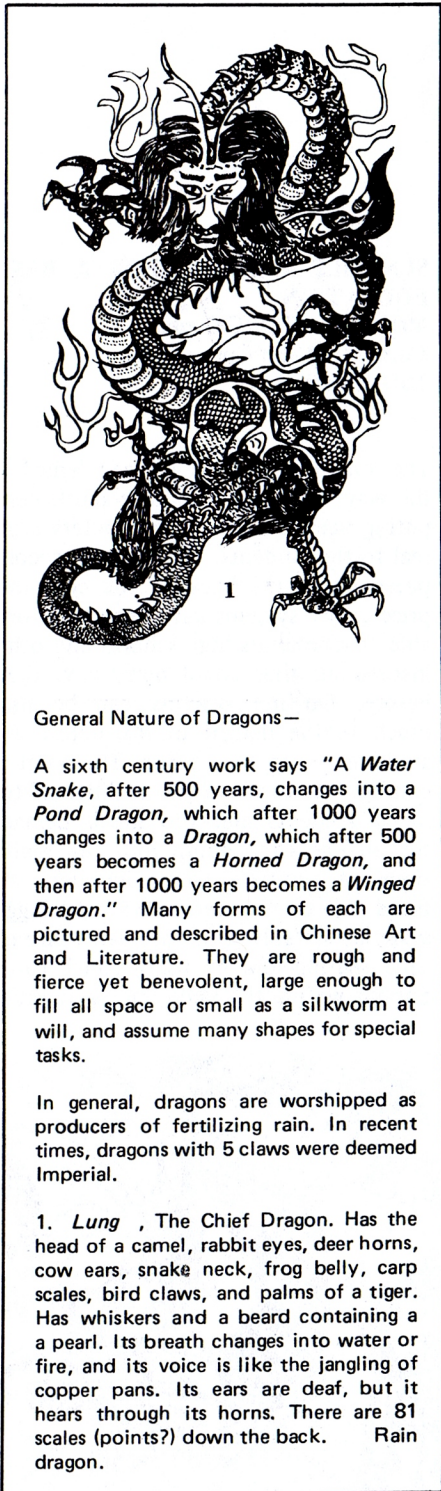 1
General Nature of Dragons—
A sixth century work says "A Water
Snake, after 500 years, changes into a
Pond Dragon, which after 1000 years
changes into a Dragon, which after 500
years becomes a Horned Dragon, and
then after 1000 years becomes a Winged
Dragon." Many forms of each are
pictured and described in Chinese Art
and Literature. They are rough and
fierce yet benevolent, large enough to
fill all space or small as a silkworm at
will, and assume many shapes for special
tasks.
In general, dragons are worshipped as
producers of fertilizing rain. In recent
times, dragons with 5 claws were deemed
Imperial.
1. Lung , The Chief Dragon. Has the
head of a camel, rabbit eyes, deer horns,
cow ears, snake neck, frog belly, carp
scales, bird claws, and palms of a tiger.
Has whiskers and a beard containing a
a pearl. Its breath changes into water or
fire, and its voice is like the jangling of
copper pans. Its ears are deaf, but it
hears through its horns. There are 81
scales (points?) down the back. Rain
dragon.